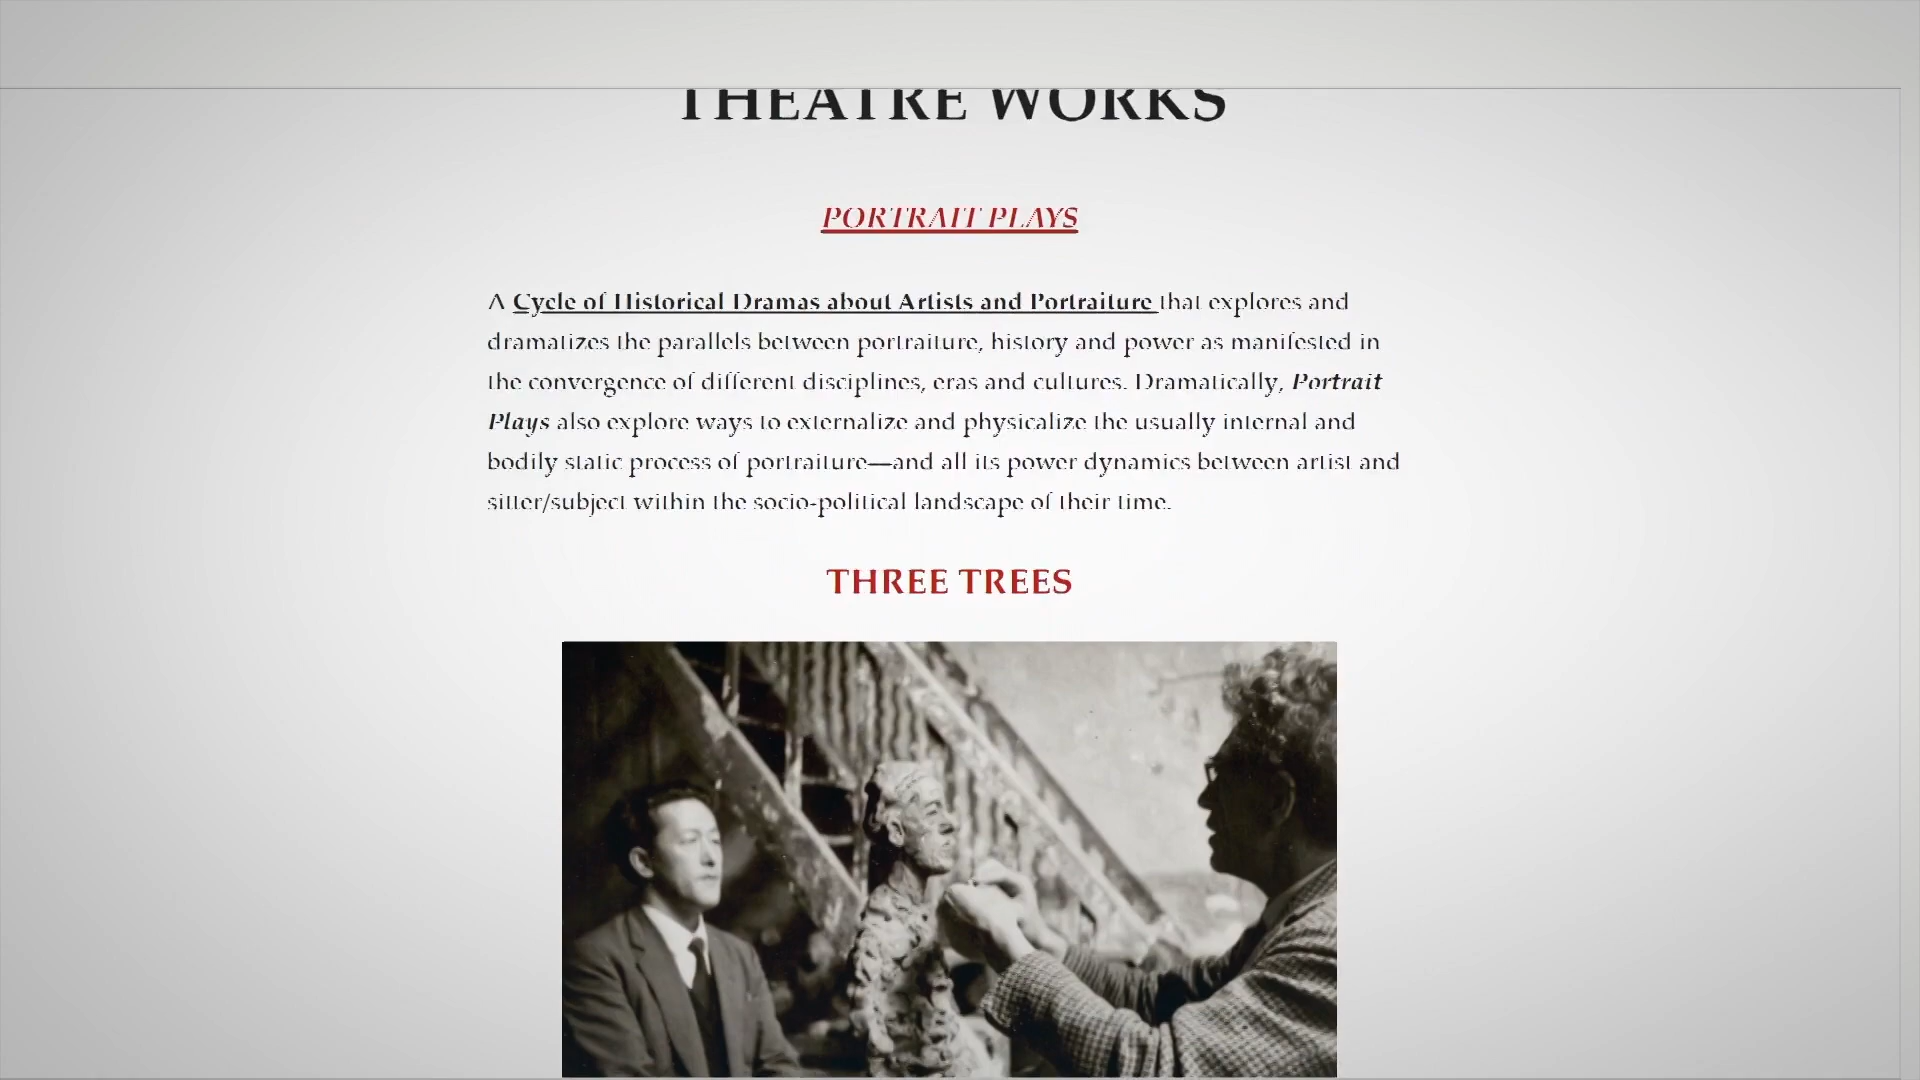 THEATRE WORKS
PORTRAIT PLAYS
A Cycle of Historical Dramas about Artists and Portraiture that explores and
dramatizes the parallels between portraiture, history and power as manifested in
the convergence of different disciplines, eras and cultures. Dramatically, Portrait
Plays also explore ways to externalize and physicalize the usually internal and
bodily static process of portraiture—and all its power dynamics between artist and
sitter/subject within the socio-political landscape of their time.
THREE TREES